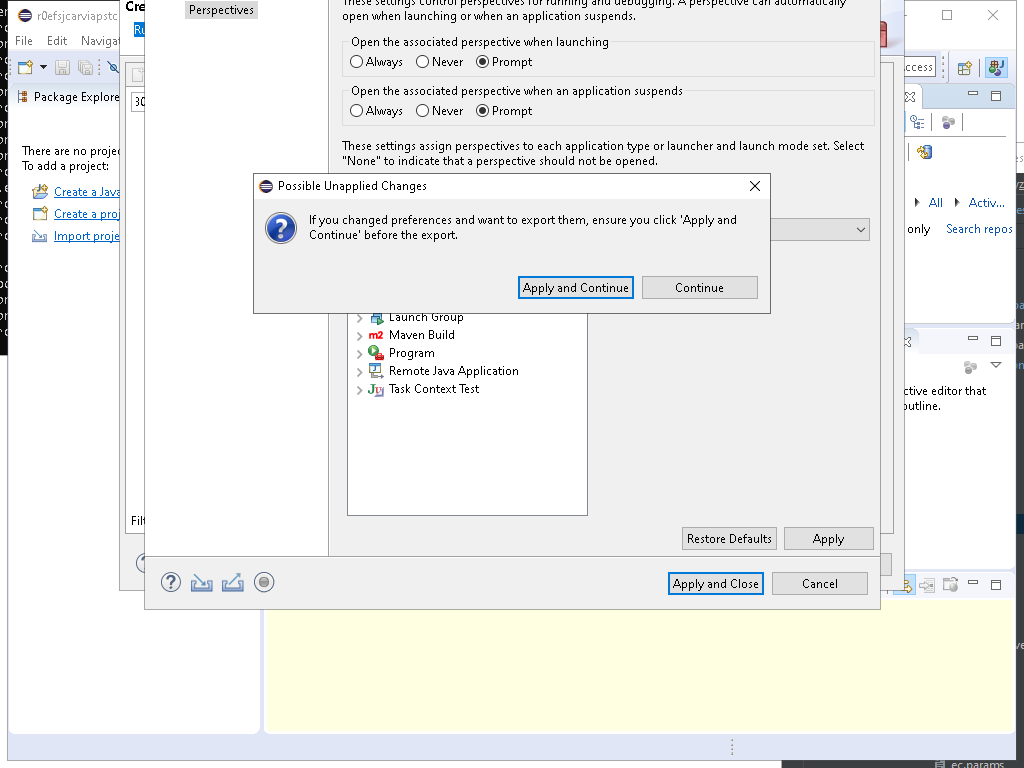 Perspectives
These settings control perspectives for running and debugging. A perspective can automatically
open when launching or when an application suspends.
r0efsjcarviapstc
Cre
File Edit Navigat
Ru
Open the associated perspective when launching
Always Never Prompt
ccess
Package Explore
30
Open the associated perspective when an application suspends
Always Never Prompt
There are no projec
To add a project:
These settings assign perspectives to each application type or launcher and launch mode set. Select
"None" to indicate that a perspective should not be opened.
Create a Java
Create a proj
Import proje
Possible Unapplied Changes
If you changed preferences and want to export them, ensure you click 'Apply and
Continue' before the export.
Apply and Continue Continue
All Activ...
only Search repos
Launch Group
m2 Maven Build
Program
Remote Java Application
Ju Task Context Test
ctive editor that
outline.
Filt
Restore Defaults Apply
Apply and Close Cancel
ec.params